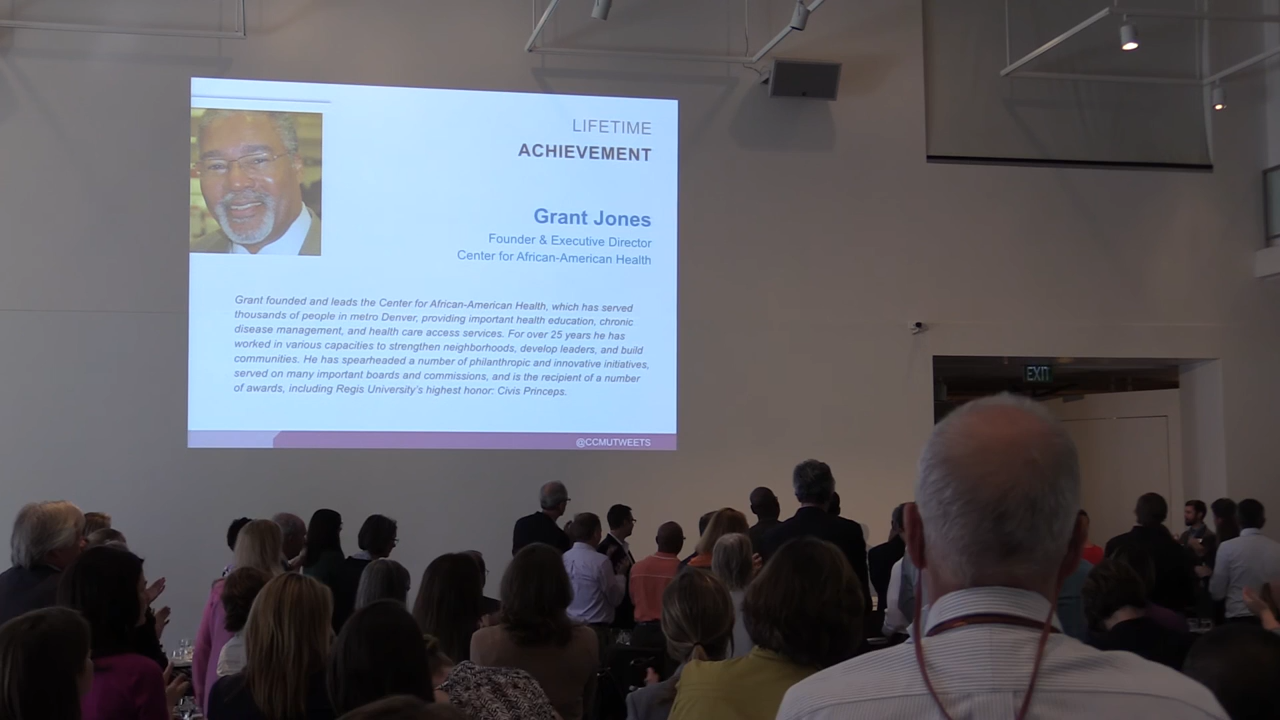 LIFETIME
ACHIEVEMENT
Grant Jones
Founder & Executive Director
Center for African-American Health
Grant founded and leads the Center for African-American Health, which has served
thousands of people in metro Denver, providing important health education, chronic
disease management, and health care access services. For over 25 years he has
worked in various capacities to strengthen neighborhoods, develop leaders, and build
communities. He has spearheaded a number of philanthropic and innovative initiatives,
served on many important boards and commissions, and is the recipient of a number
of awards, including Regis University's highest honor: Civis Princeps.
@CCMUTWEETS
EXIT